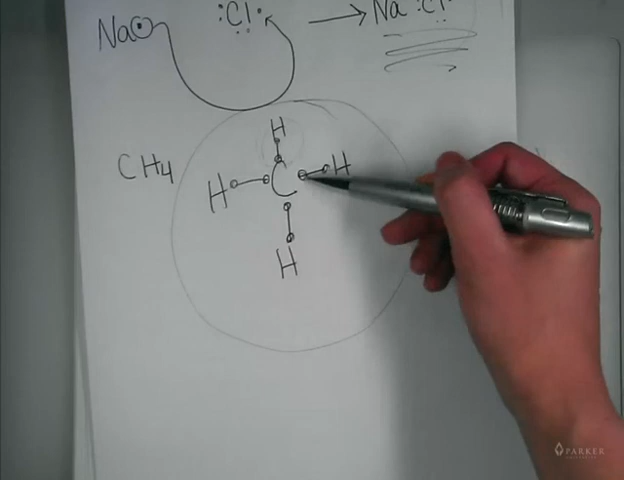 Na Cl → Na Cl
CH4
H
H C H
H
PARKER